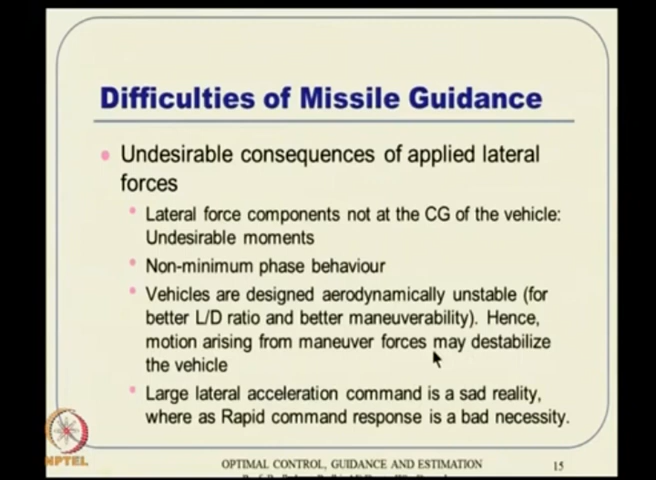 Difficulties of Missile Guidance
Undesirable consequences of applied lateral
forces
Lateral force components not at the CG of the vehicle:
Undesirable moments
Non-minimum phase behaviour
Vehicles are designed aerodynamically unstable (for
better L/D ratio and better maneuverability). Hence,
motion arising from maneuver forces may destabilize
the vehicle
Large lateral acceleration command is a sad reality,
where as Rapid command response is a bad necessity.
NPTEL
OPTIMAL CONTROL, GUIDANCE AND ESTIMATION
15